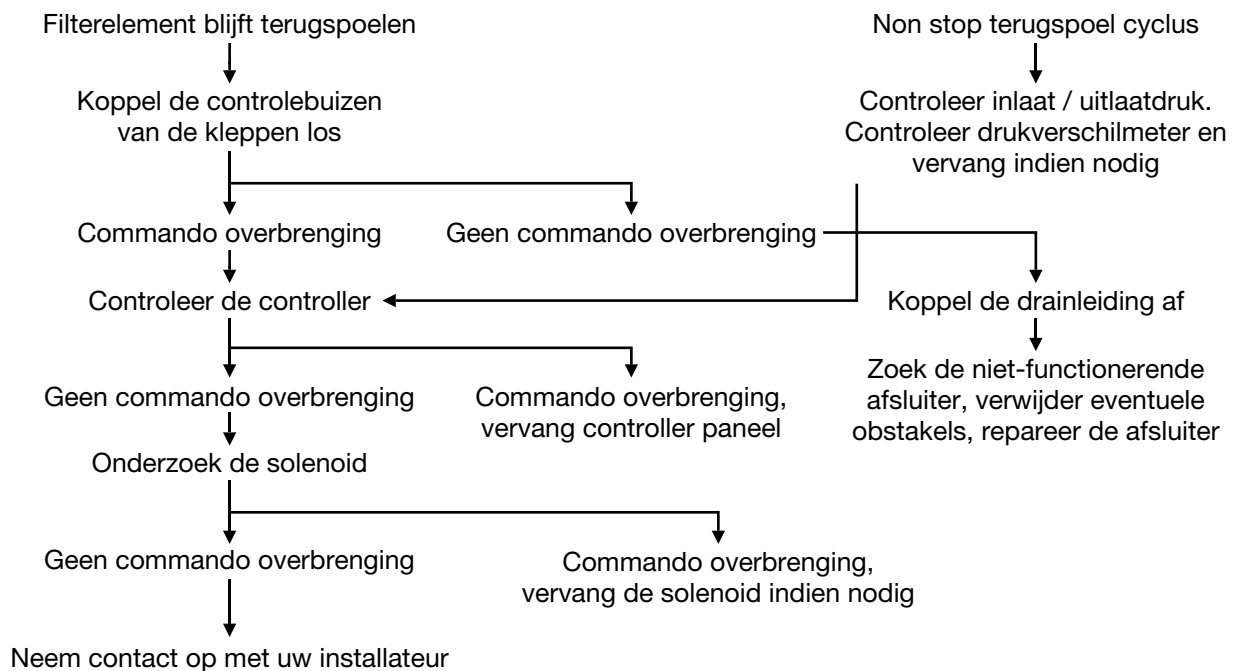 Filterelement blijft terugspoelen
Non stop terugspoel cyclus
Koppel de controlebuizen
van de kleppen los
Controleer inlaat / uitlaatdruk.
Controleer drukverschilmeter en
vervang indien nodig
Commando overbrenging
Geen commando overbrenging
Controleer de controller
Koppel de drainleiding af
Geen commando overbrenging
Commando overbrenging,
vervang controller paneel
Zoek de niet-functionerende
afsluiter, verwijder eventuele
obstakels, repareer de afsluiter
Onderzoek de solenoid
Geen commando overbrenging
Commando overbrenging,
vervang de solenoid indien nodig
Neem contact op met uw installateur